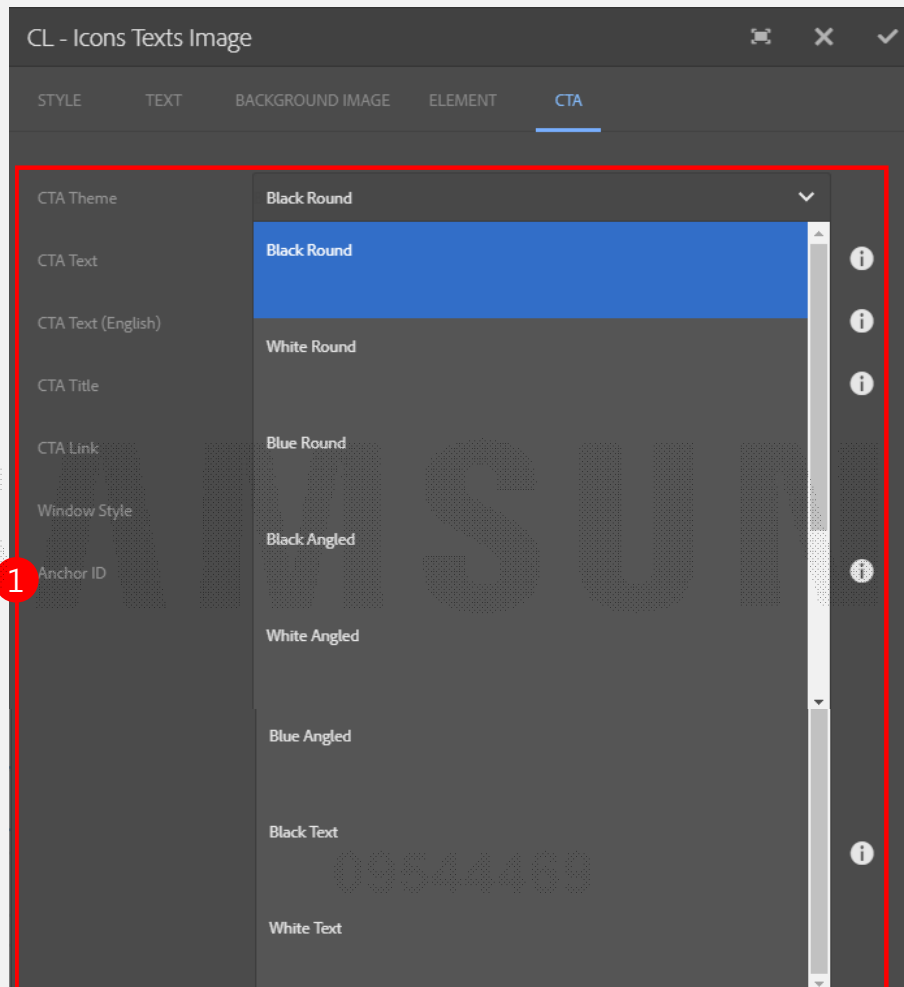 CL - Icons Texts Image
STYLE TEXT BACKGROUND IMAGE ELEMENT CTA
CTA Theme Black Round
Black Round
CTA Text
CTA Text (English)
White Round
CTA Title
Blue Round
CTA Link
Window Style
Black Angled
1 Anchor ID
White Angled
Blue Angled
Black Text
White Text
AMSUN
09544469